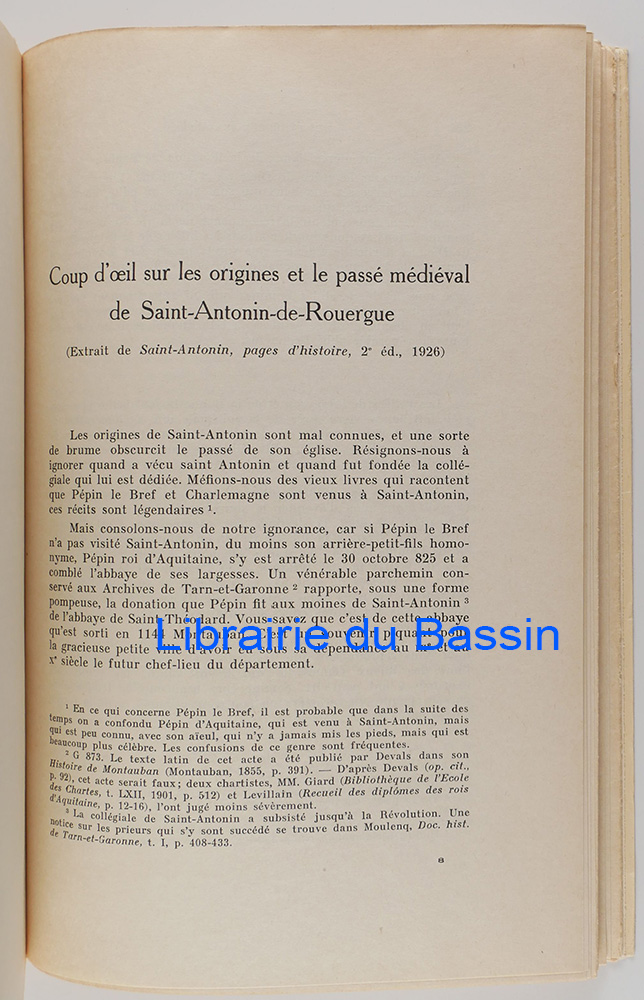 Coup d'œil sur les origines et le passé médiéval
de Saint-Antonin-de-Rouergue
(Extrait de Saint-Antonin, pages d'histoire, 2e éd., 1926)
Les origines de Saint-Antonin sont mal connues, et une sorte
de brume obscurcit le passé de son église. Résignons-nous à
ignorer quand a vécu saint Antonin et quand fut fondée la collé-
giale qui lui est dédiée. Méfions-nous des vieux livres qui racontent
que Pépin le Bref et Charlemagne sont venus à Saint-Antonin,
ces récits sont légendaires 1.
Mais consolons-nous de notre ignorance, car si Pépin le Bref
n'a pas visité Saint-Antonin, du moins son arrière-petit-fils homo-
nyme, Pépin roi d'Aquitaine, s'y est arrêté le 30 octobre 825 et a
comblé l'abbaye de ses largesses. Un vénérable parchemin con-
servé aux Archives de Tarn-et-Garonne 2 rapporte, sous une forme
pompeuse, la donation que Pépin fit aux moines de Saint-Antonin 3
de l'abbaye de Saint-Théodard. Vous savez que c'est de cette abbaye
qu'est sorti en 1144 Montauban souvenir pour
la gracieuse petite ville d'avoir eu sous sa dépendance au et au
Xe siècle le futur chef-lieu du département.
Librairie du Bassin
1 En ce qui concerne Pépin le Bref, il est probable que dans la suite des
temps on a confondu Pépin d'Aquitaine, qui est venu à Saint-Antonin, mais
qui est peu connu, avec son aïeul, qui n'y a jamais mis les pieds, mais qui est
beaucoup plus célèbre. Les confusions de ce genre sont fréquentes.
2 G 873. Le texte latin de cet acte a été publié par Devals dans son
Histoire de Montauban (Montauban, 1855, p. 391). — D'après Devals (op. cit.,
p. 92), cet acte serait faux ; deux chartistes, MM. Giard (Bibliothèque de l'Ecole
des Chartes, t. LXII, 1901, p. 512) et Levillain (Recueil des diplômes des rois
d'Aquitaine, p. 12-16), l'ont jugé moins sévèrement.
3 La collégiale de Saint-Antonin a subsisté jusqu'à la Révolution. Une
notice sur les prieurs qui s'y sont succédé se trouve dans Moulenq, Doc. hist.
de Tarn-et-Garonne, t. I, p. 408-433.
8